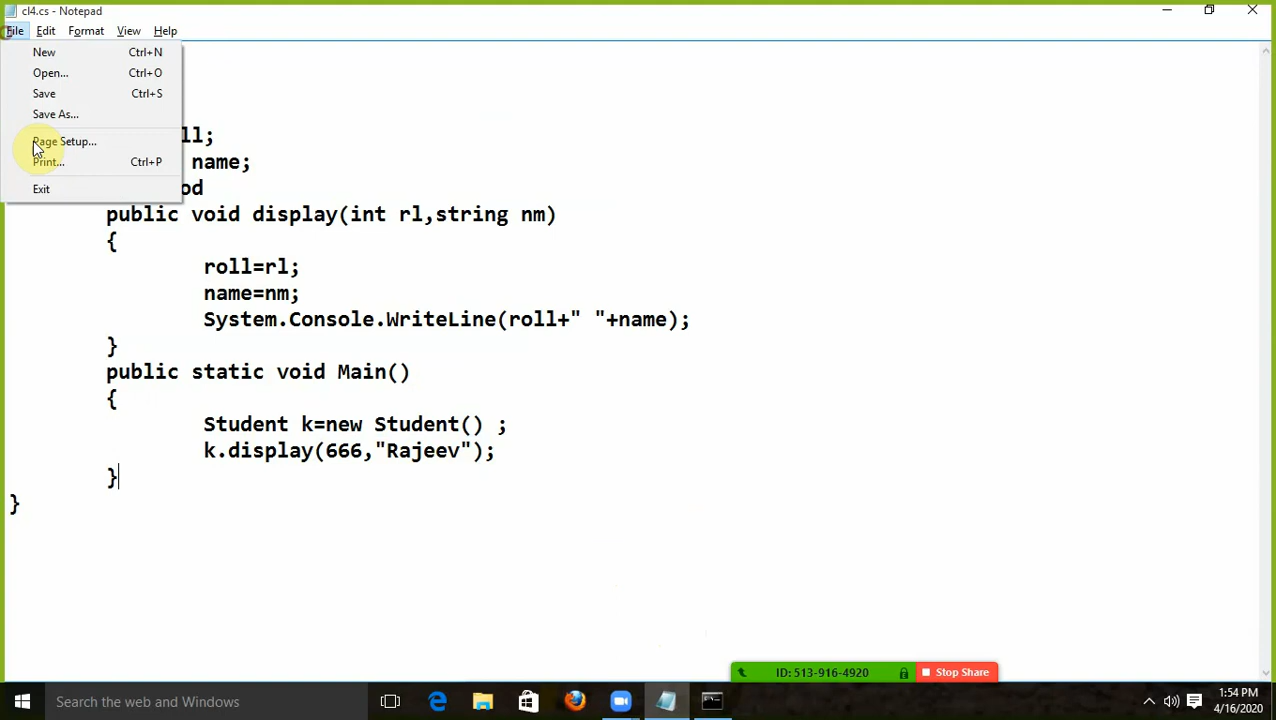 cl4.cs - Notepad
File Edit Format View Help
New Ctrl+N
Open... Ctrl+O
Save Ctrl+S
Save As...
Page Setup...
Print... Ctrl+P
Exit
ll;
name;
od
public void display(int rl,string nm)
{
roll=rl;
name=nm;
System.Console.WriteLine(roll+" "+name);
}
public static void Main()
{
Student k=new Student() ;
k.display(666,"Rajeev");
}
}
ID: 513-916-4920 Stop Share
Search the web and Windows
1:54 PM
4/16/2020